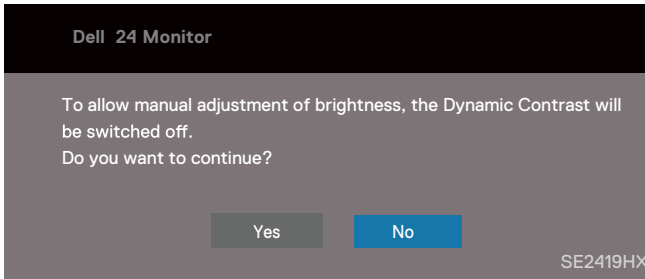 Dell 24 Monitor
To allow manual adjustment of brightness, the Dynamic Contrast will
be switched off.
Do you want to continue?
Yes No
SE2419HX